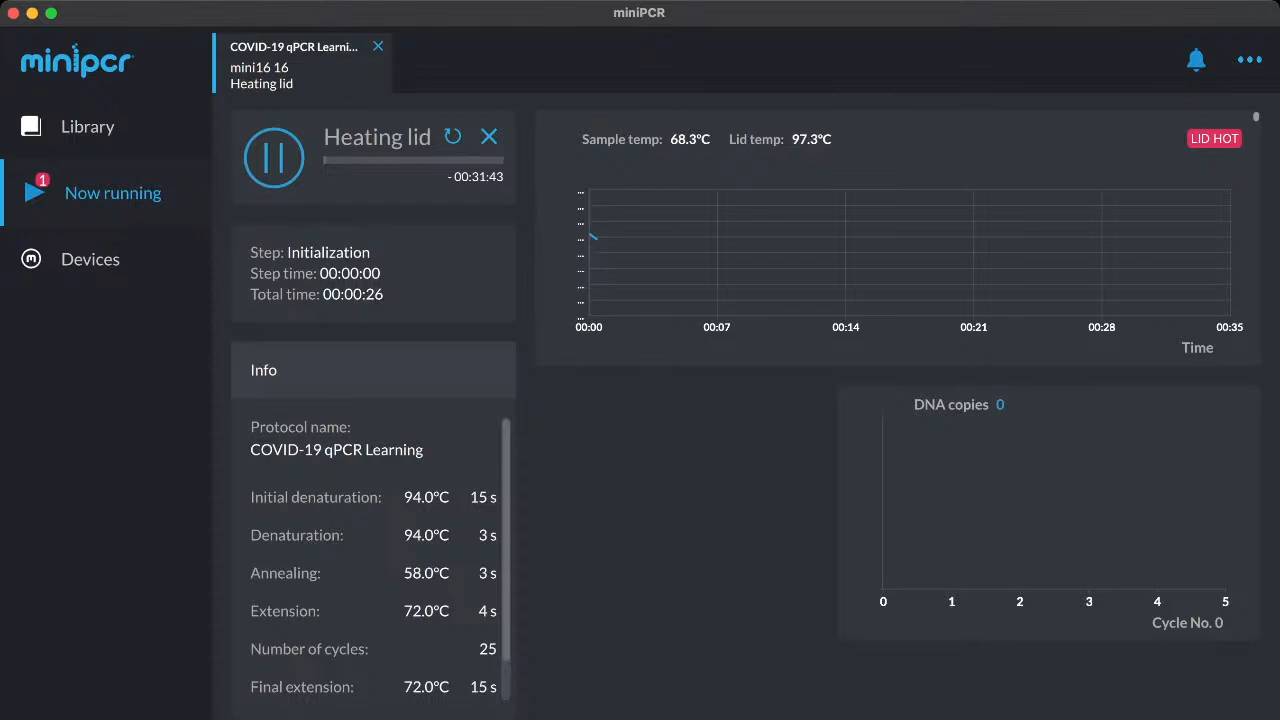 miniPCR
minipcr
COVID-19 qPCR Learni...
mini16 16
Heating lid
Library
1
Now running
Devices
Heating lid
- 00:31:43
Step: Initialization
Step time: 00:00:00
Total time: 00:00:26
Info
Protocol name:
COVID-19 qPCR Learning
Initial denaturation: 94.0°C 15 s
Denaturation: 94.0°C 3 s
Annealing: 58.0°C 3 s
Extension: 72.0°C 4 s
Number of cycles: 25
Final extension: 72.0°C 15 s
Sample temp: 68.3°C Lid temp: 97.3°C
LID HOT
...
...
...
...
...
...
...
...
...
00:00 00:07 00:14 00:21 00:28 00:35
Time
DNA copies 0
0 1 2 3 4 5
Cycle No. 0